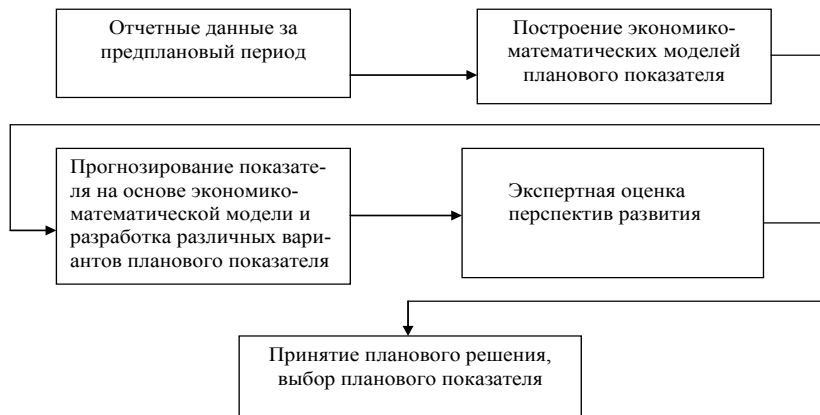 Отчетные данные за
предплановый период
Построение экономико-
математических моделей
планового показателя
Прогнозирование показате-
ля на основе экономико-
математической модели и
разработка различных вари-
антов планового показателя
Экспертная оценка
перспектив развития
Принятие планового решения,
выбор планового показателя